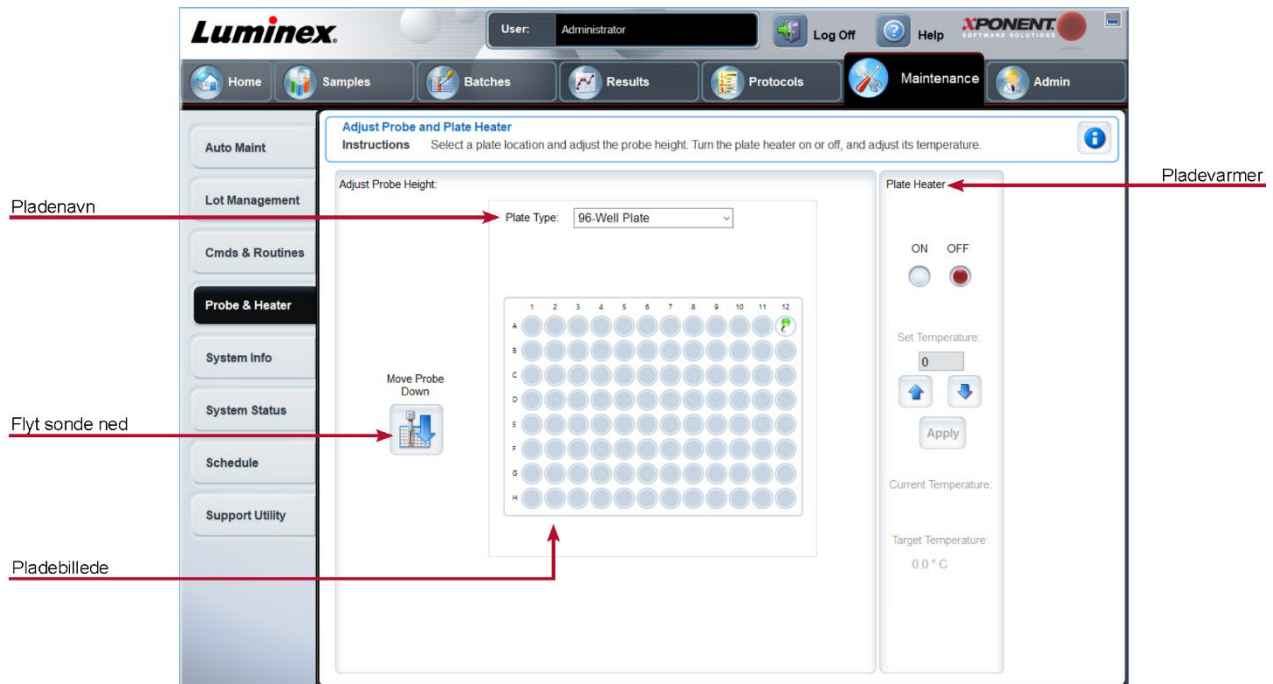 Luminex.
User: Administrator
Log Off
Help
XPONENT.
SOFTWARE SOLUTIONS
Home
Samples
Batches
Results
Protocols
Maintenance
Admin
Auto Maint
Lot Management
Cmds & Routines
Probe & Heater
System Info
System Status
Schedule
Support Utility
Adjust Probe and Plate Heater
Instructions Select a plate location and adjust the probe height. Turn the plate heater on or off, and adjust its temperature.
Adjust Probe Height:
Plate Type: 96-Well Plate
1 2 3 4 5 6 7 8 9 10 11 12
A
B
C
D
E
F
G
H
Move Probe
Down
Plate Heater
ON OFF
Set Temperature:
0
Apply
Current Temperature:
Target Temperature:
0.0 ° C
Pladenavn
Flyt sonde ned
Pladebillede
Pladevarmer